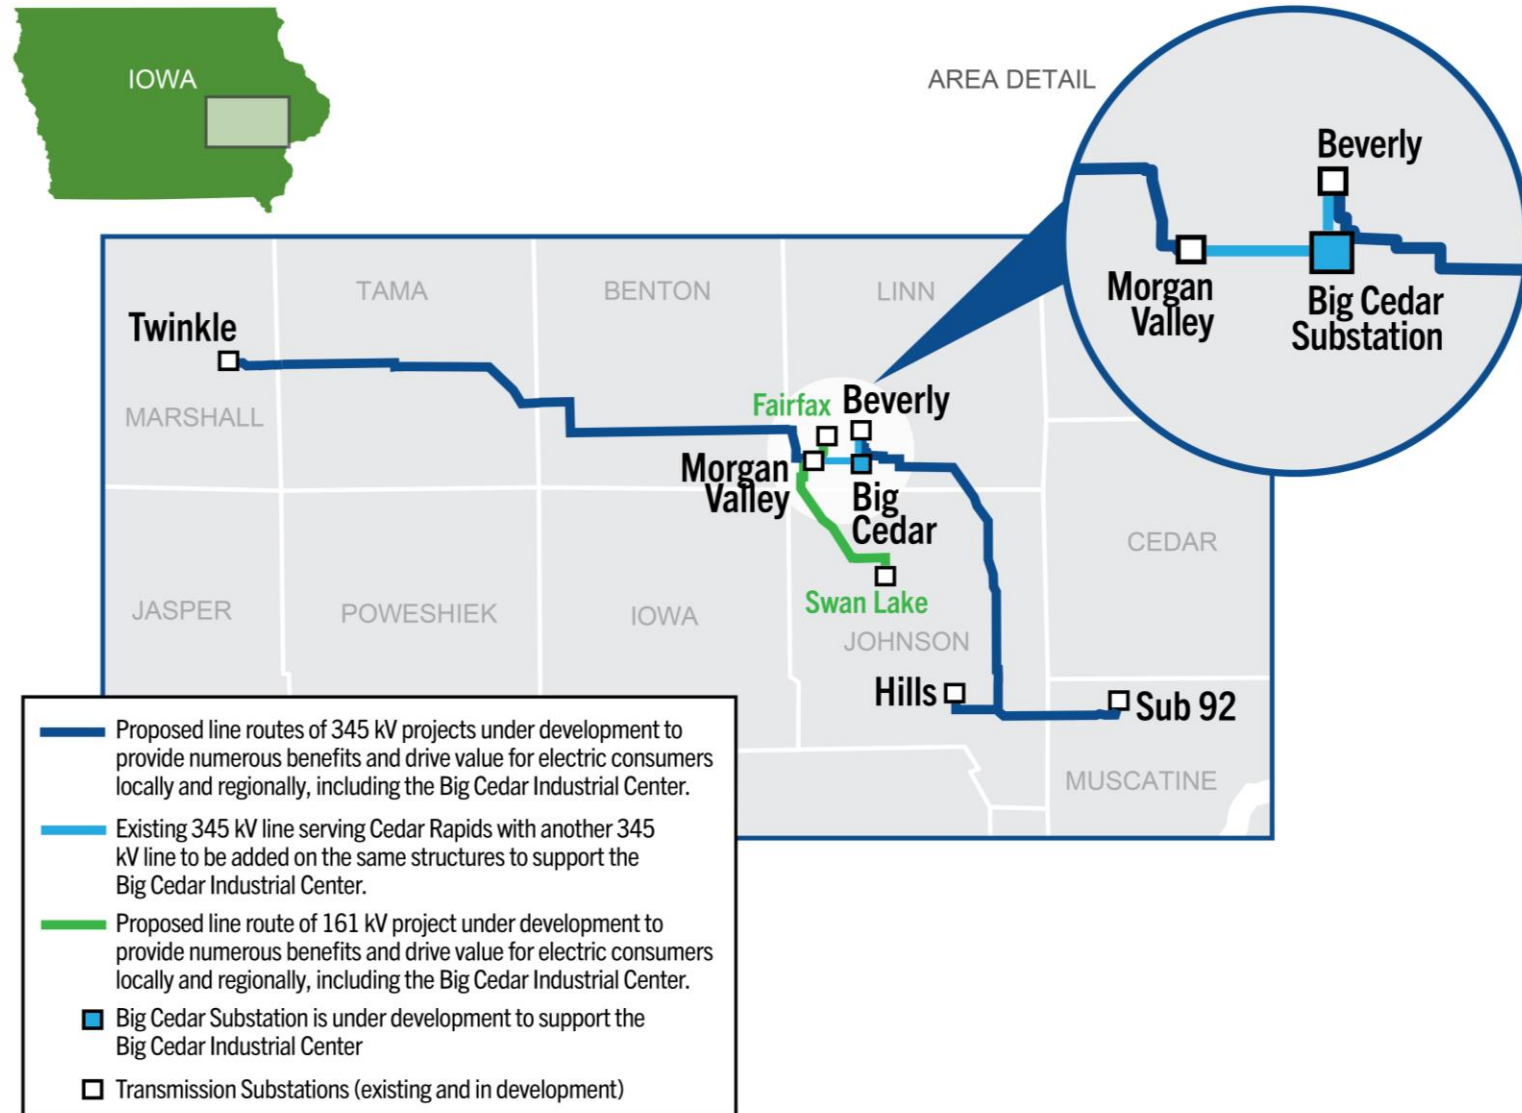 IOWA
AREA DETAIL
Beverly
Morgan
Valley
Big Cedar
Substation
TAMA
BENTON
LINN
Twinkle
MARSHALL
Fairfax
Beverly
Morgan
Valley
Big
Cedar
CEDAR
JASPER
POWESHIEK
IOWA
Swan Lake
JOHNSON
Hills
Sub 92
MUSCATINE
Proposed line routes of 345 kV projects under development to
provide numerous benefits and drive value for electric consumers
locally and regionally, including the Big Cedar Industrial Center.
Existing 345 kV line serving Cedar Rapids with another 345
kV line to be added on the same structures to support the
Big Cedar Industrial Center.
Proposed line route of 161 kV project under development to
provide numerous benefits and drive value for electric consumers
locally and regionally, including the Big Cedar Industrial Center.
Big Cedar Substation is under development to support the
Big Cedar Industrial Center
Transmission Substations (existing and in development)